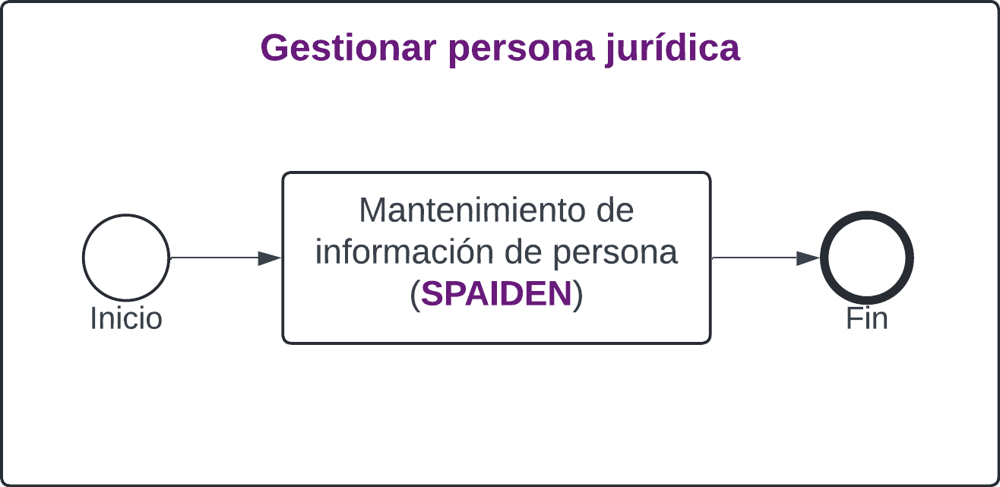 Gestionar persona jurídica
Mantenimiento de
información de persona
(SPAIDEN)
Inicio
Fin